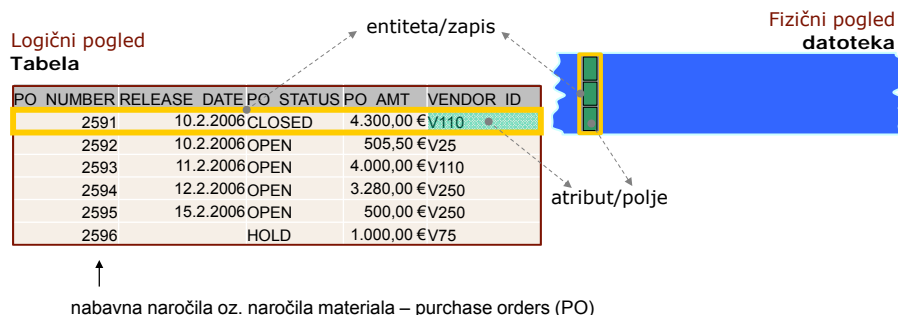 entiteta/zapis
Logični pogled
Tabela
Fizični pogled
datoteka
PO NUMBER RELEASE DATE PO STATUS PO AMT VENDOR ID
2591 10.2.2006 CLOSED 4.300,00 € V110
2592 10.2.2006 OPEN 505,50 € V25
2593 11.2.2006 OPEN 4.000,00 € V110
2594 12.2.2006 OPEN 3.280,00 € V250
2595 15.2.2006 OPEN 500,00 € V250
2596 HOLD 1.000,00 € V75
atribut/polje
nabavna naročila oz. naročila materiala – purchase orders (PO)